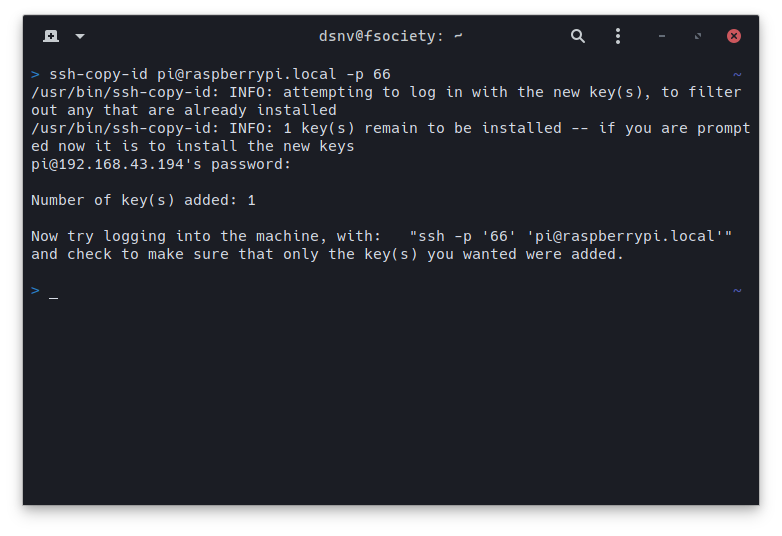 dsnv@fsociety: ~
> ssh-copy-id pi@raspberrypi.local -p 66 ~
/usr/bin/ssh-copy-id: INFO: attempting to log in with the new key(s), to filter
out any that are already installed
/usr/bin/ssh-copy-id: INFO: 1 key(s) remain to be installed -- if you are prompt
ed now it is to install the new keys
pi@192.168.43.194's password:
Number of key(s) added: 1
Now try logging into the machine, with:   "ssh -p '66' 'pi@raspberrypi.local'"
and check to make sure that only the key(s) you wanted were added.
> _ ~